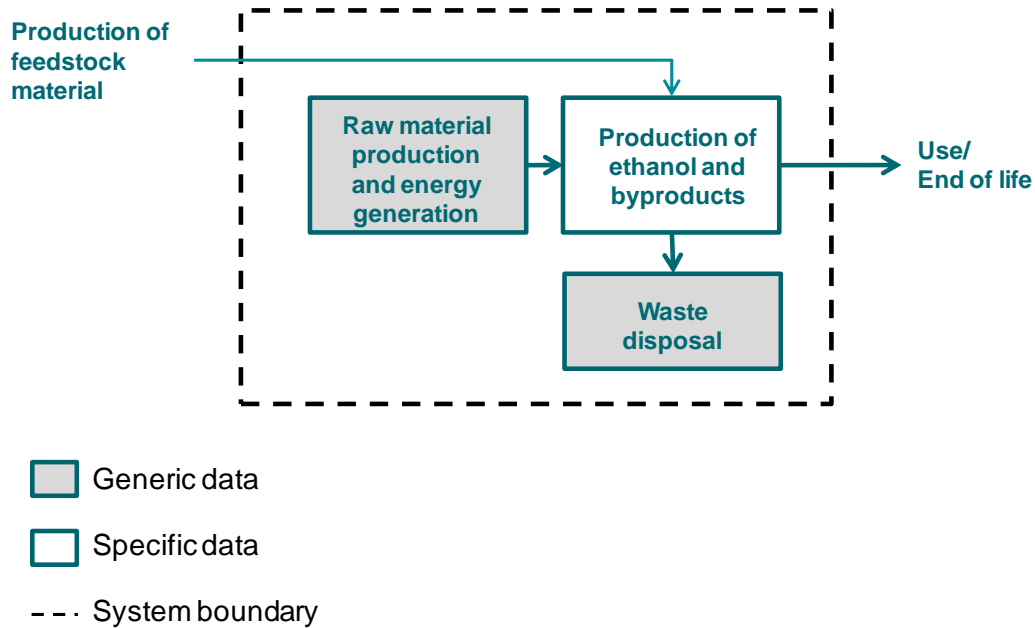 Production of
feedstock
material
Raw material
production
and energy
generation
Production of
ethanol and
byproducts
Use/
End of life
Waste
disposal
Generic data
Specific data
System boundary